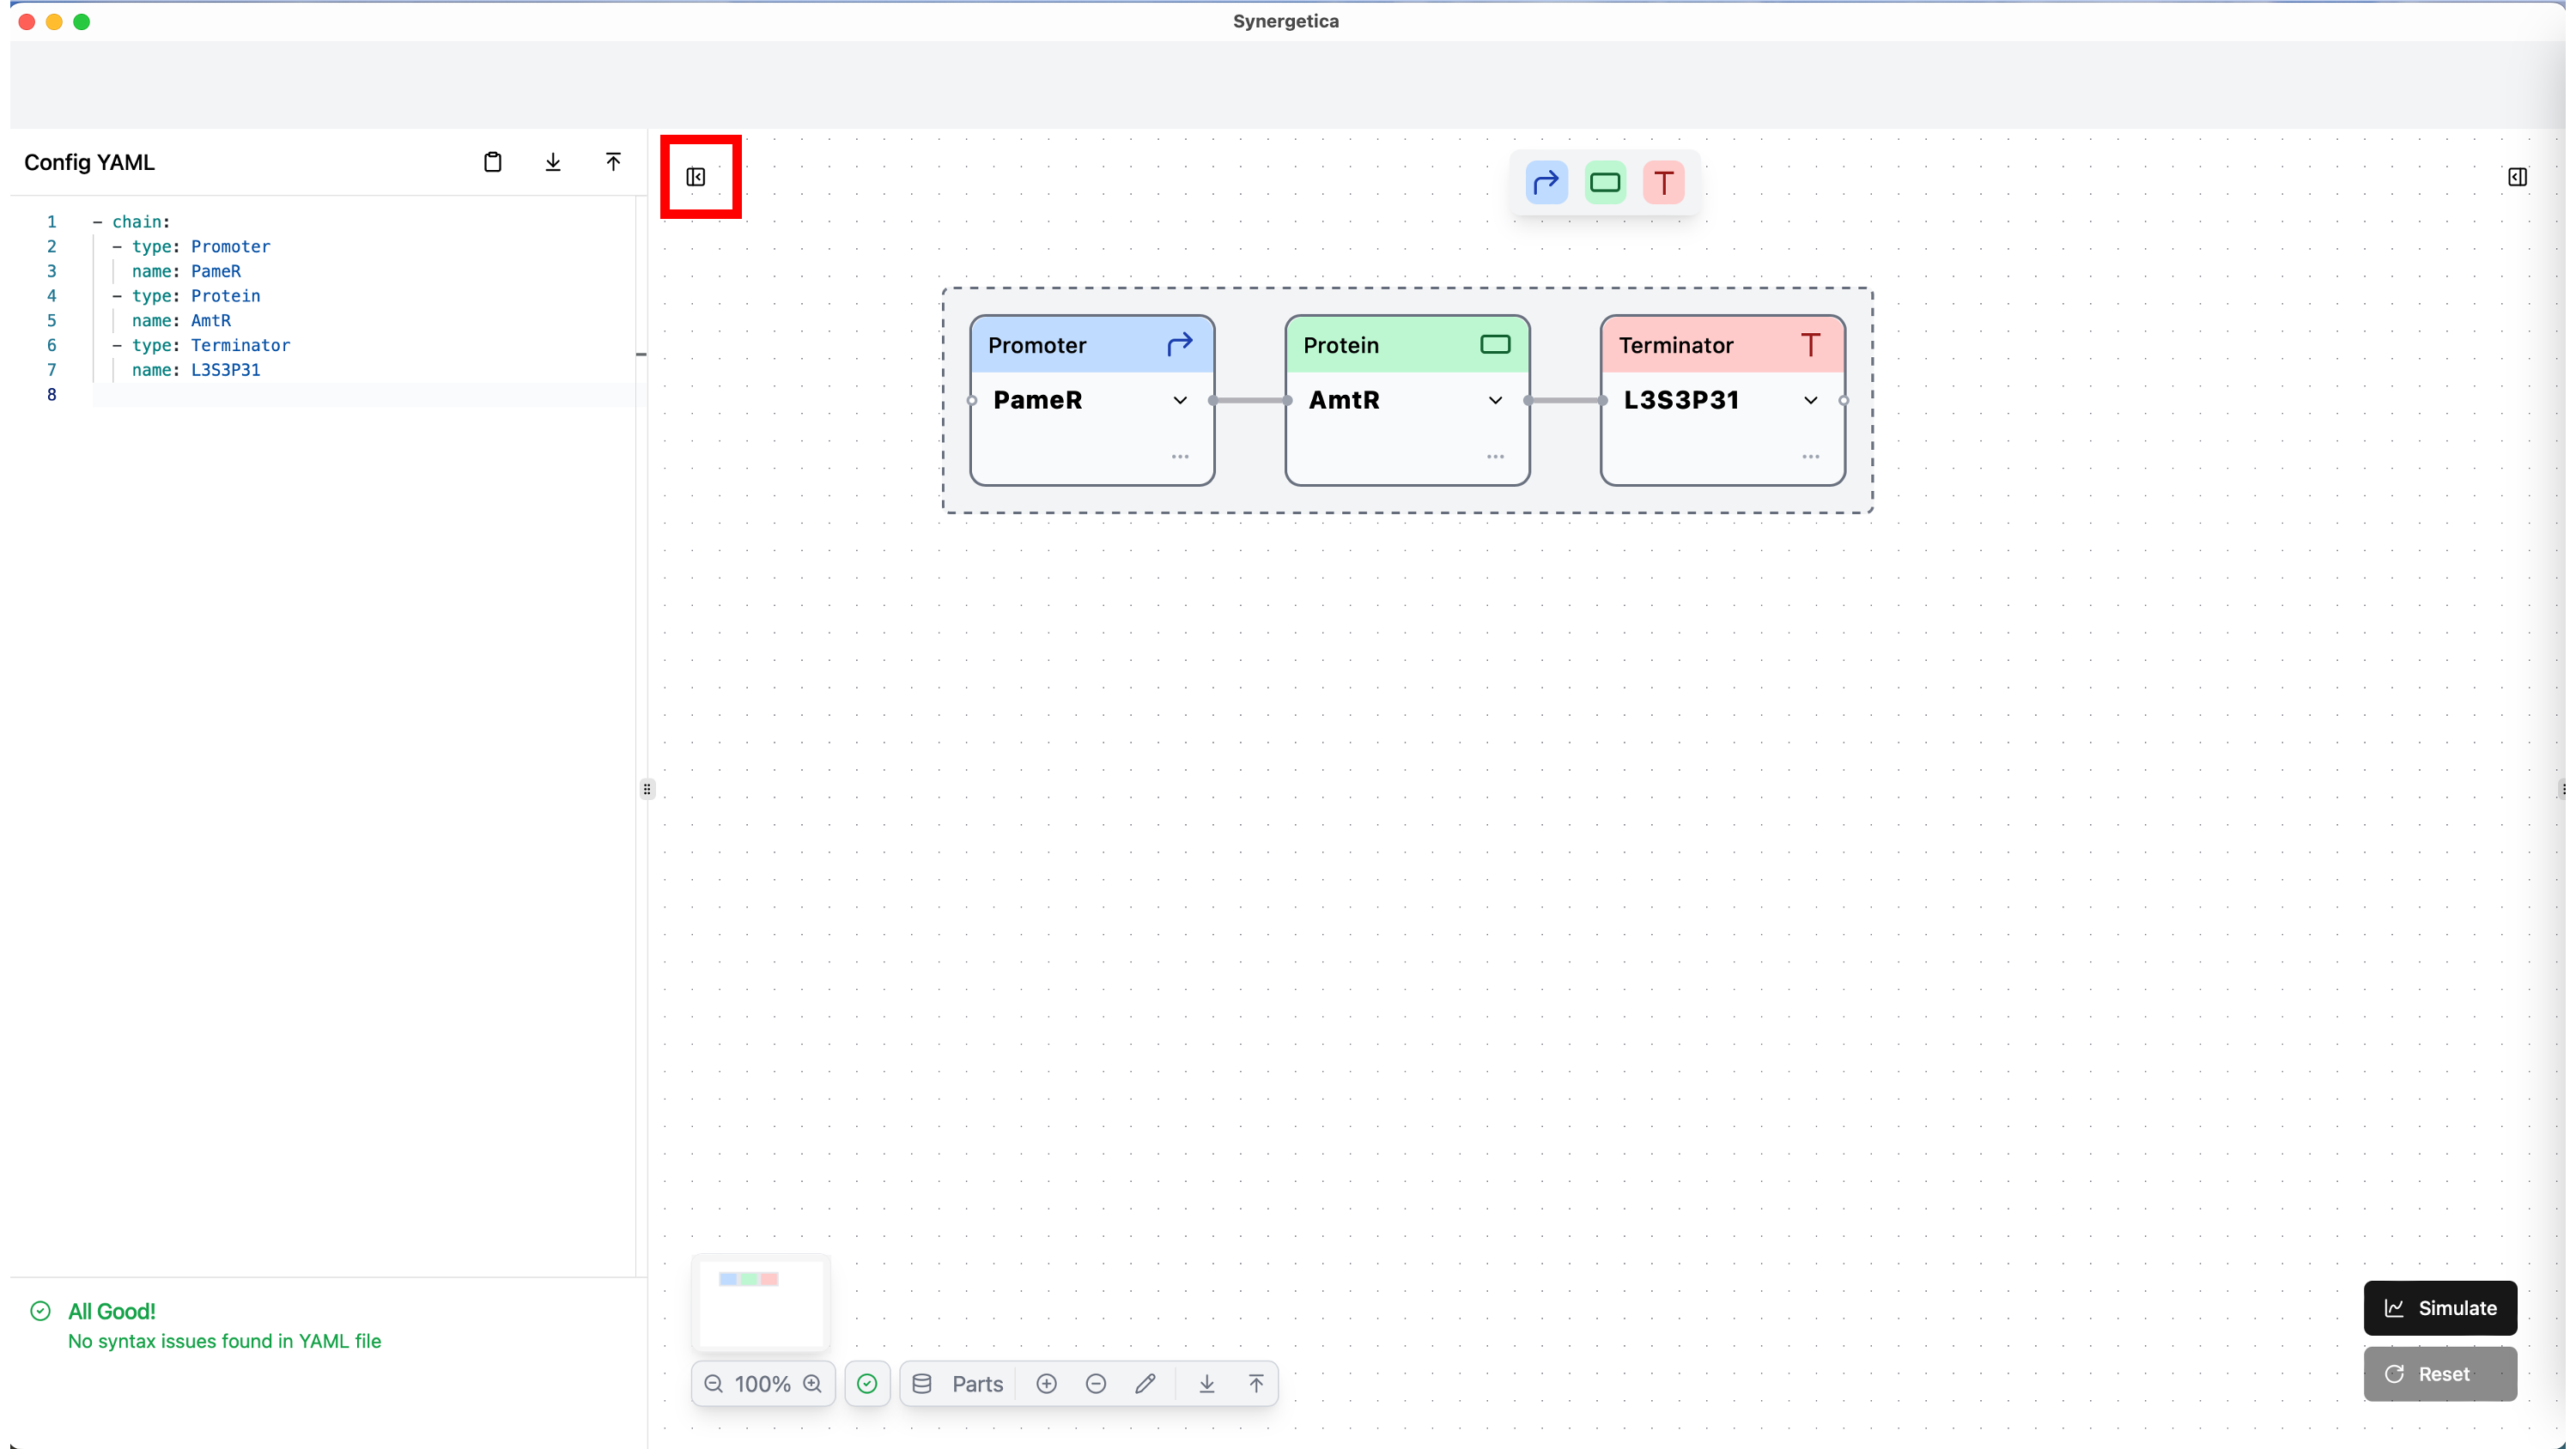 Synergetica
Config YAML
1 - chain:
2 - type: Promoter
3 name: PameR
4 - type: Protein
5 name: AmtR
6 - type: Terminator
7 name: L3S3P31
8
T
Promoter
PameR
...
Protein
AmtR
...
Terminator T
L3S3P31
...
All Good!
No syntax issues found in YAML file
100%
Parts
Simulate
Reset